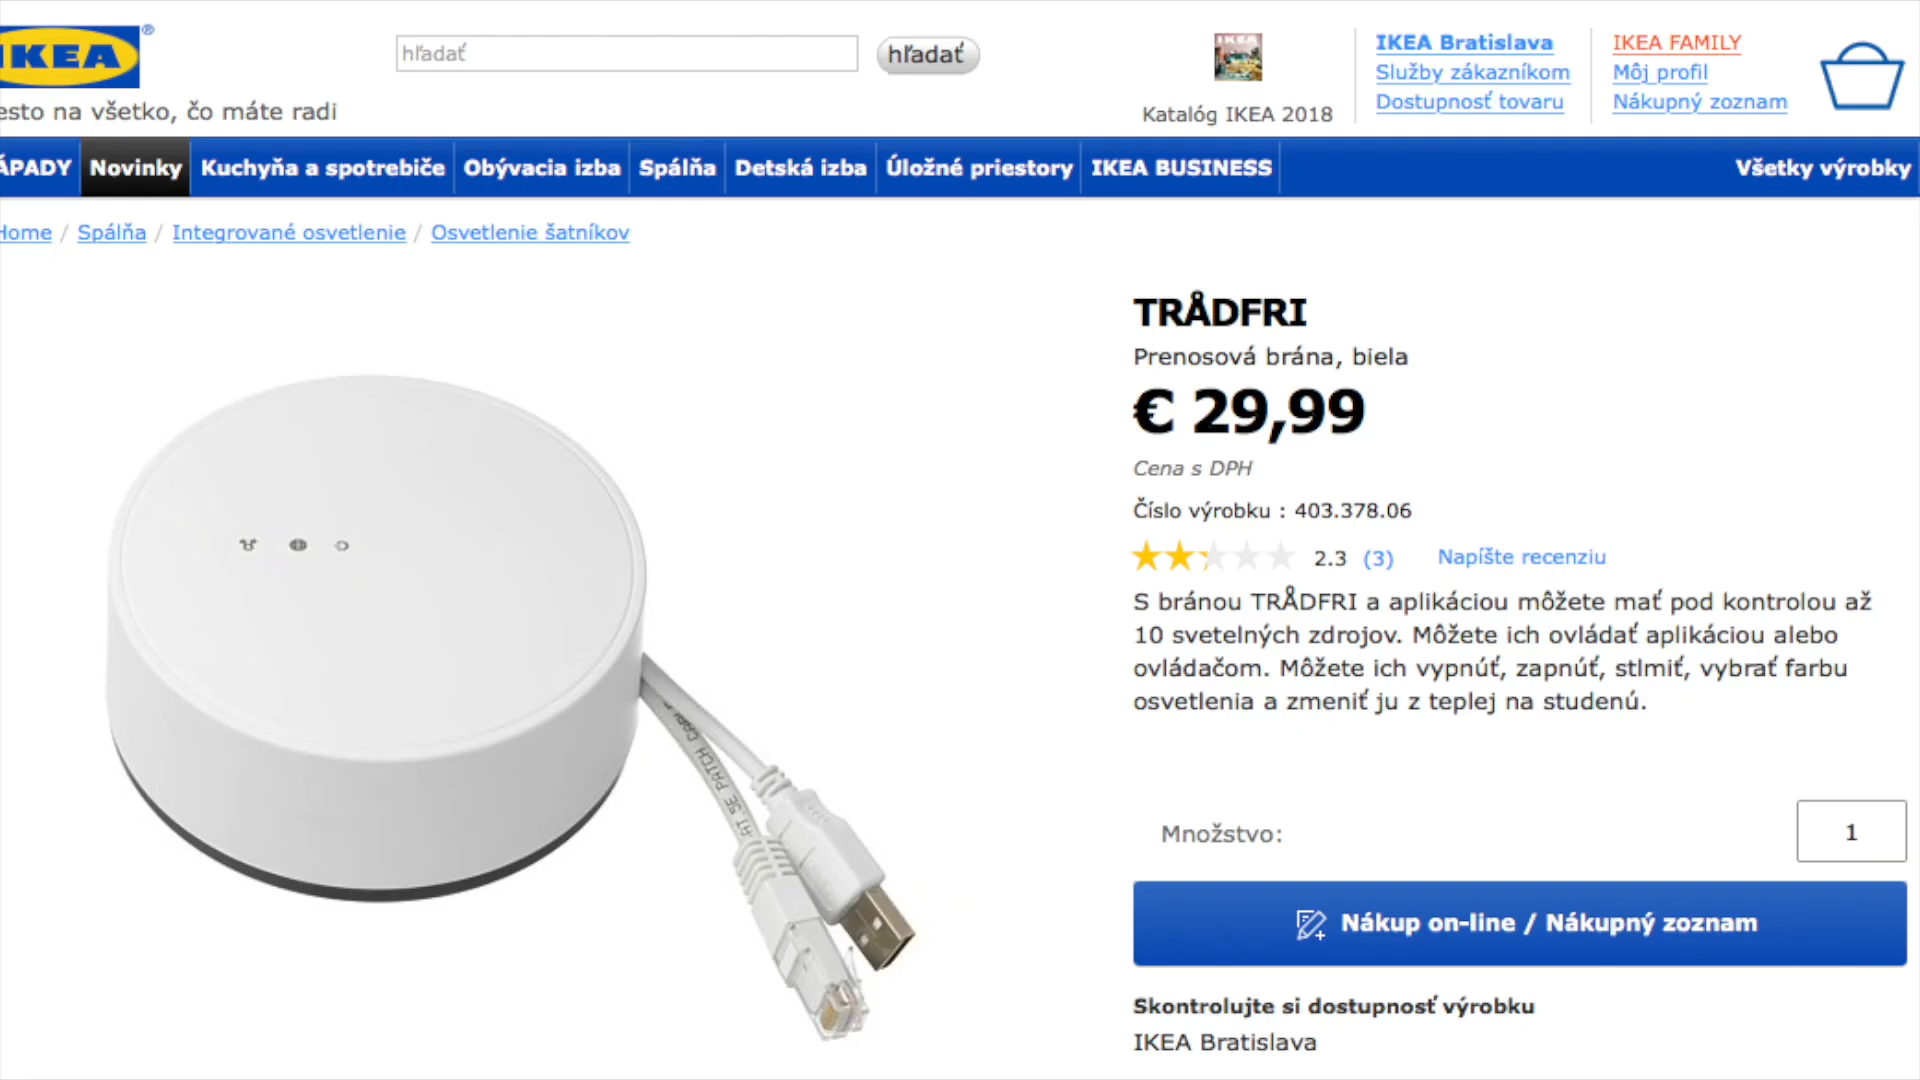 IKEA ®
hľadať
hľadať
esto na všetko, čo máte radi
Katalóg IKEA 2018
IKEA Bratislava
Služby zákazníkom
Dostupnosť tovaru
IKEA FAMILY
Môj profil
Nákupný zoznam
ÁPADY Novinky Kuchyňa a spotrebiče Obývacia izba Spálňa Detská izba Úložné priestory IKEA BUSINESS Všetky výrobky
Home / Spálňa / Integrované osvetlenie / Osvetlenie šatníkov
TRÅDFRI
Prenosová brána, biela
€ 29,99
Cena s DPH
Číslo výrobku : 403.378.06
2.3 (3) Napíšte recenziu
S bránou TRÅDFRI a aplikáciou môžete mať pod kontrolou až
10 svetelných zdrojov. Môžete ich ovládať aplikáciou alebo
ovládačom. Môžete ich vypnúť, zapnúť, stlmiť, vybrať farbu
osvetlenia a zmeniť ju z teplej na studenú.
PATCH
Množstvo: 1
Nákup on-line / Nákupný zoznam
Skontrolujte si dostupnosť výrobku
IKEA Bratislava